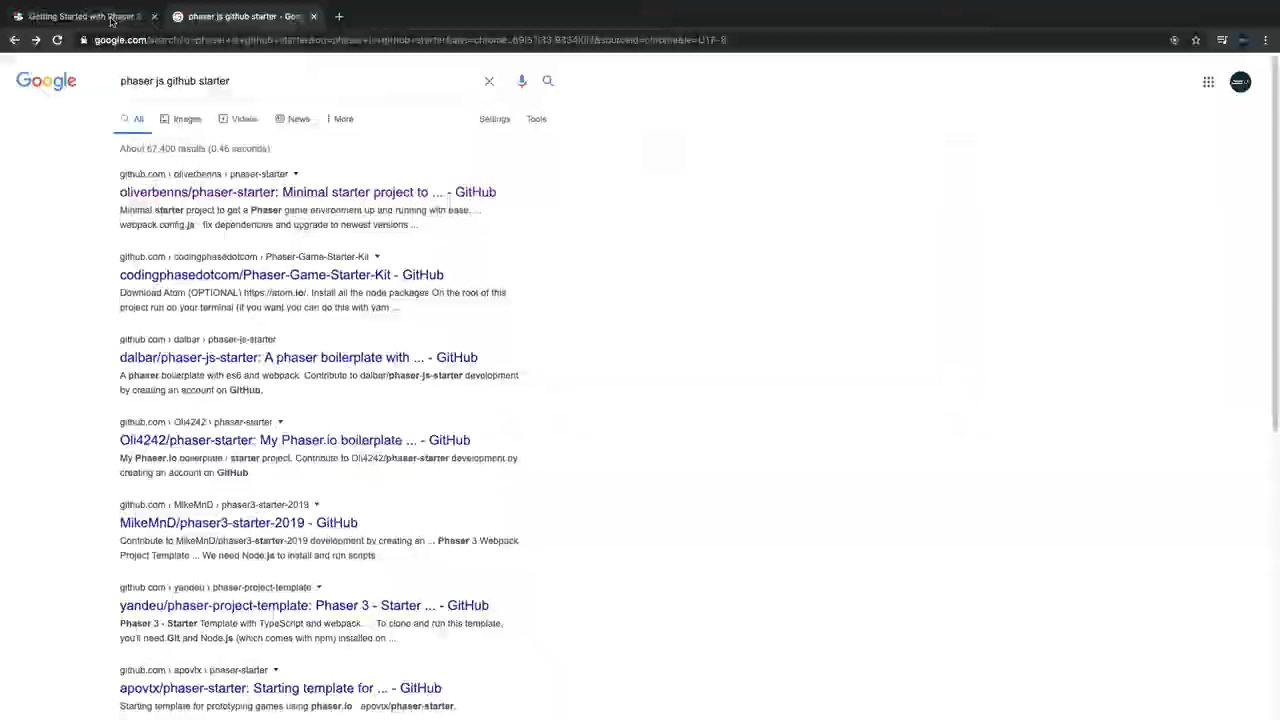 Getting Started with Phaser 3
phaser js github starter - Goo
google.com
Google
phaser js github starter
All
Images
Videos
News
More
Settings
Tools
About 67,400 results (0.46 seconds)
github.com › oliverbenns › phaser-starter
oliverbenns/phaser-starter: Minimal starter project to ... - GitHub
Minimal starter project to get a Phaser game environment up and running with ease. ...
webpack.config.js · fix dependencies and upgrade to newest versions ...
github.com › codingphasedotcom › Phaser-Game-Starter-Kit
codingphasedotcom/Phaser-Game-Starter-Kit - GitHub
Download Atom (OPTIONAL) https://atom.io/. Install all the node packages On the root of this
project run on your terminal (if you want you can do this with yarn ...
github.com › dalbar › phaser-js-starter
dalbar/phaser-js-starter: A phaser boilerplate with ... - GitHub
A phaser boilerplate with es6 and webpack. Contribute to dalbar/phaser-js-starter development
by creating an account on GitHub.
github.com › Oli4242 › phaser-starter
Oli4242/phaser-starter: My Phaser.io boilerplate ... - GitHub
My Phaser.io boilerplate / starter project. Contribute to Oli4242/phaser-starter development by
creating an account on GitHub
github.com › MikeMnD › phaser3-starter-2019
MikeMnD/phaser3-starter-2019 - GitHub
Contribute to MikeMnD/phaser3-starter-2019 development by creating an ... Phaser 3 Webpack
Project Template ... We need Node.js to install and run scripts
github.com › yandeu › phaser-project-template
yandeu/phaser-project-template: Phaser 3 - Starter ... - GitHub
Phaser 3 - Starter Template with TypeScript and webpack. ... To clone and run this template,
you'll need Git and Node.js (which comes with npm) installed on ...
github.com › apovtx › phaser-starter
apovtx/phaser-starter: Starting template for ... - GitHub
Starting template for prototyping games using phaser.io apovtx/phaser-starter.